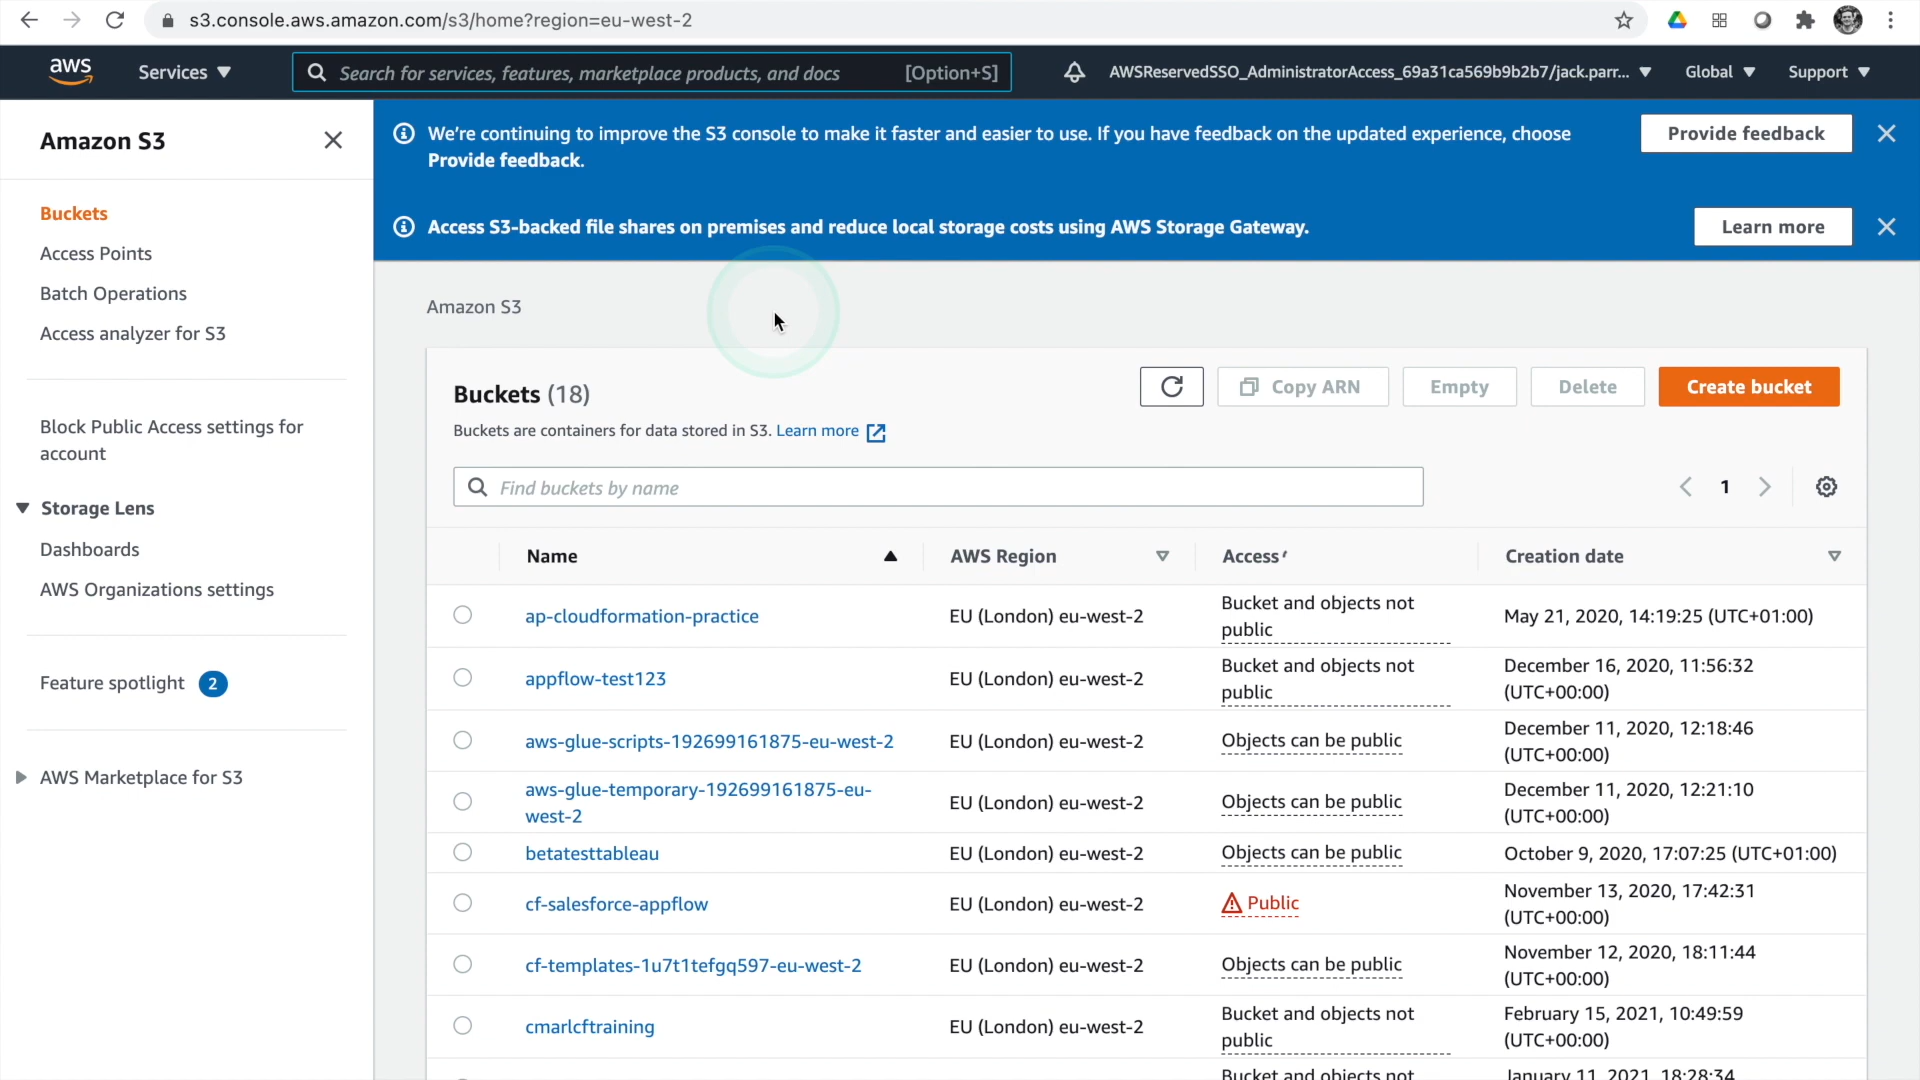 s3.console.aws.amazon.com/s3/home?region=eu-west-2
aws
Services
Search for services, features, marketplace products, and docs
[Option+S]
AWSReservedSSO_AdministratorAccess_69a31ca569b9b2b7/jack.parr...
Global
Support
Amazon S3
Buckets
Access Points
Batch Operations
Access analyzer for S3
Block Public Access settings for
account
Storage Lens
Dashboards
AWS Organizations settings
Feature spotlight 2
AWS Marketplace for S3
We're continuing to improve the S3 console to make it faster and easier to use. If you have feedback on the updated experience, choose
Provide feedback.
Provide feedback
Access S3-backed file shares on premises and reduce local storage costs using AWS Storage Gateway.
Learn more
Amazon S3
Buckets (18)
Copy ARN
Empty
Delete
Create bucket
Buckets are containers for data stored in S3. Learn more
Find buckets by name
1
Name
AWS Region
Access
Creation date
ap-cloudformation-practice
EU (London) eu-west-2
Bucket and objects not
public
May 21, 2020, 14:19:25 (UTC+01:00)
appflow-test123
EU (London) eu-west-2
Bucket and objects not
public
December 16, 2020, 11:56:32
(UTC+00:00)
aws-glue-scripts-192699161875-eu-west-2
EU (London) eu-west-2
Objects can be public
December 11, 2020, 12:18:46
(UTC+00:00)
aws-glue-temporary-192699161875-eu-
west-2
EU (London) eu-west-2
Objects can be public
December 11, 2020, 12:21:10
(UTC+00:00)
betatesttableau
EU (London) eu-west-2
Objects can be public
October 9, 2020, 17:07:25 (UTC+01:00)
cf-salesforce-appflow
EU (London) eu-west-2
Public
November 13, 2020, 17:42:31
(UTC+00:00)
cf-templates-1u7t1tefgq597-eu-west-2
EU (London) eu-west-2
Objects can be public
November 12, 2020, 18:11:44
(UTC+00:00)
cmarlcftraining
EU (London) eu-west-2
Bucket and objects not
public
February 15, 2021, 10:49:59
(UTC+00:00)
Bucket and objects not
January 11, 2021, 18:28:34